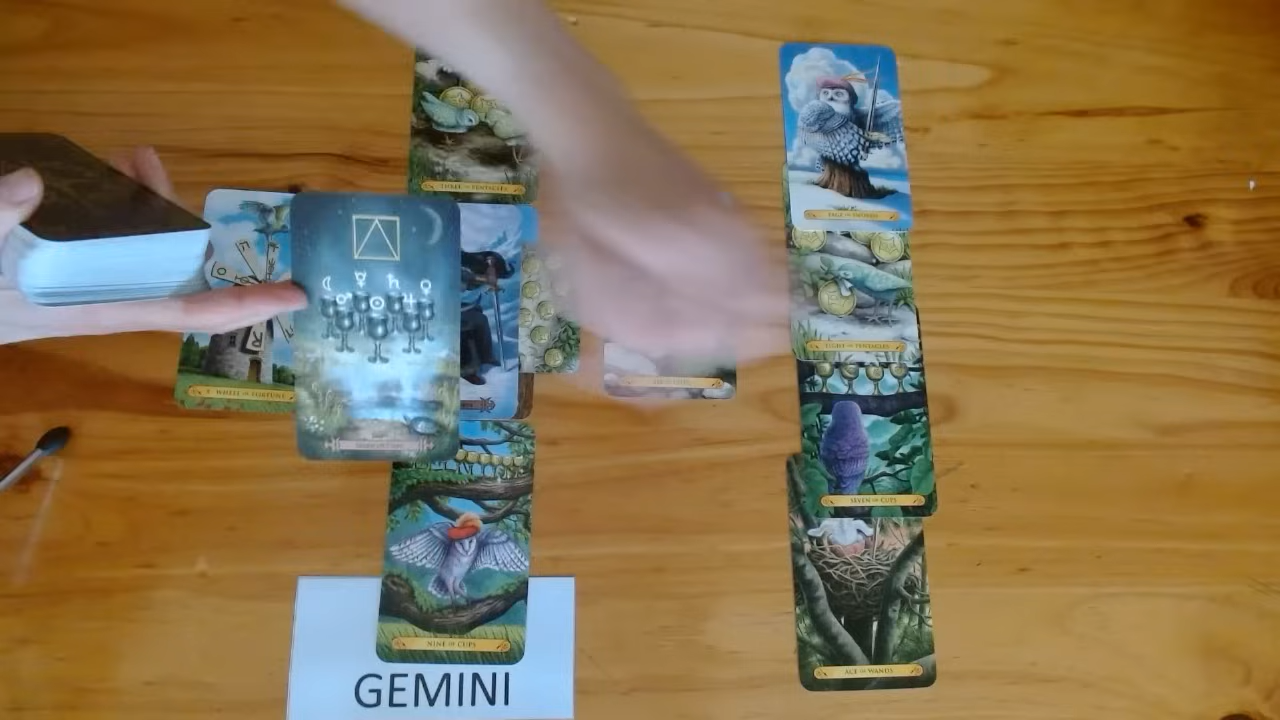 THREE OF PENTACLES
PAGE OF SWORDS
EIGHT OF PENTACLES
X WHEEL OF FORTUNE
SEVEN OF CUPS
NINE OF CUPS
ACE OF WANDS
GEMINI